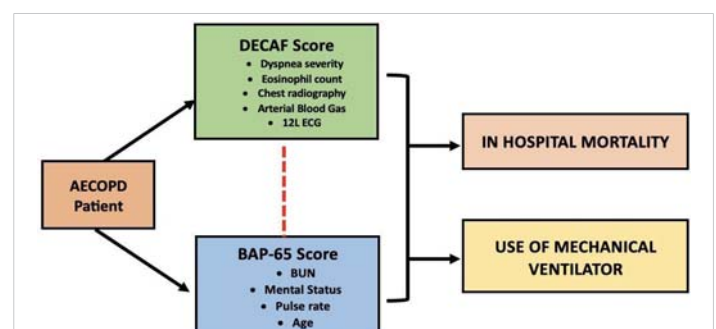 DECAF Score
• Dyspnea severity
• Eosinophil count
• Chest radiography
• Arterial Blood Gas
• 12L ECG
IN HOSPITAL MORTALITY
AECOPD
Patient
USE OF MECHANICAL
VENTILATOR
BAP-65 Score
• BUN
• Mental Status
• Pulse rate
• Age